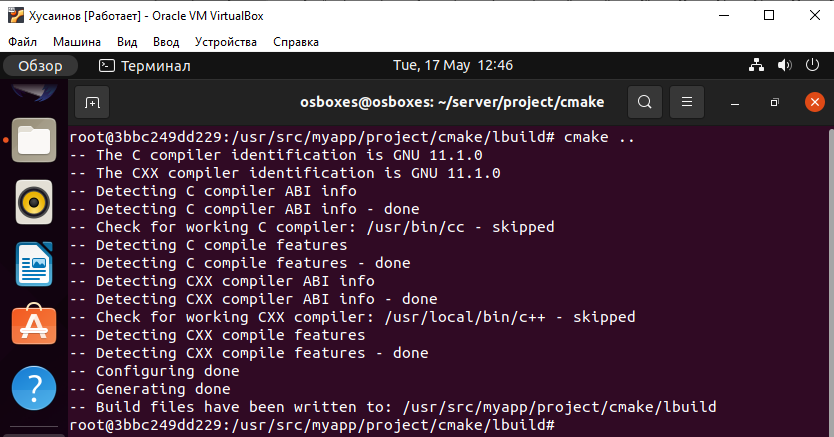 Хусаинов [Работает] - Oracle VM VirtualBox
Файл Машина Вид Ввод Устройства Справка
Обзор Терминал Tue, 17 May 12:46
osboxes@osboxes: ~/server/project/cmake
root@3bbc249dd229:/usr/src/myapp/project/cmake/lbuild# cmake ..
-- The C compiler identification is GNU 11.1.0
-- The CXX compiler identification is GNU 11.1.0
-- Detecting C compiler ABI info
-- Detecting C compiler ABI info - done
-- Check for working C compiler: /usr/bin/cc - skipped
-- Detecting C compile features
-- Detecting C compile features - done
-- Detecting CXX compiler ABI info
-- Detecting CXX compiler ABI info - done
-- Check for working CXX compiler: /usr/local/bin/c++ - skipped
-- Detecting CXX compile features
-- Detecting CXX compile features - done
-- Configuring done
-- Generating done
-- Build files have been written to: /usr/src/myapp/project/cmake/lbuild
root@3bbc249dd229:/usr/src/myapp/project/cmake/lbuild#